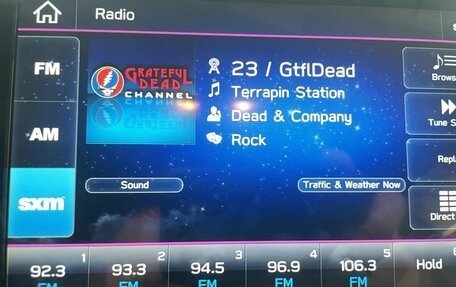 Radio
FM
GRATEFUL
DEAD
CHANNEL
23 / GtflDead
Terrapin Station
Dead & Company
Rock
AM
Tune
sxm
Sound
Traffic & Weather Now
Direct
1
92.3
FM
2
93.3
FM
3
94.5
FM
4
96.9
FM
5
106.3
FM
Hold